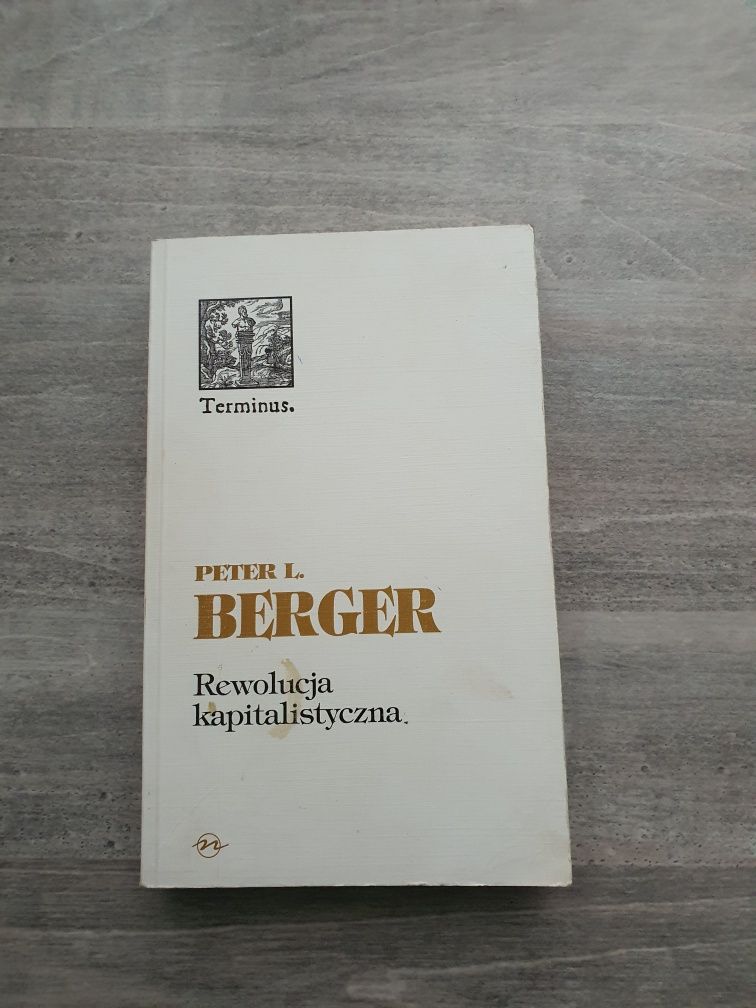 Terminus.
PETER L.
BERGER
Rewolucja
kapitalistyczna